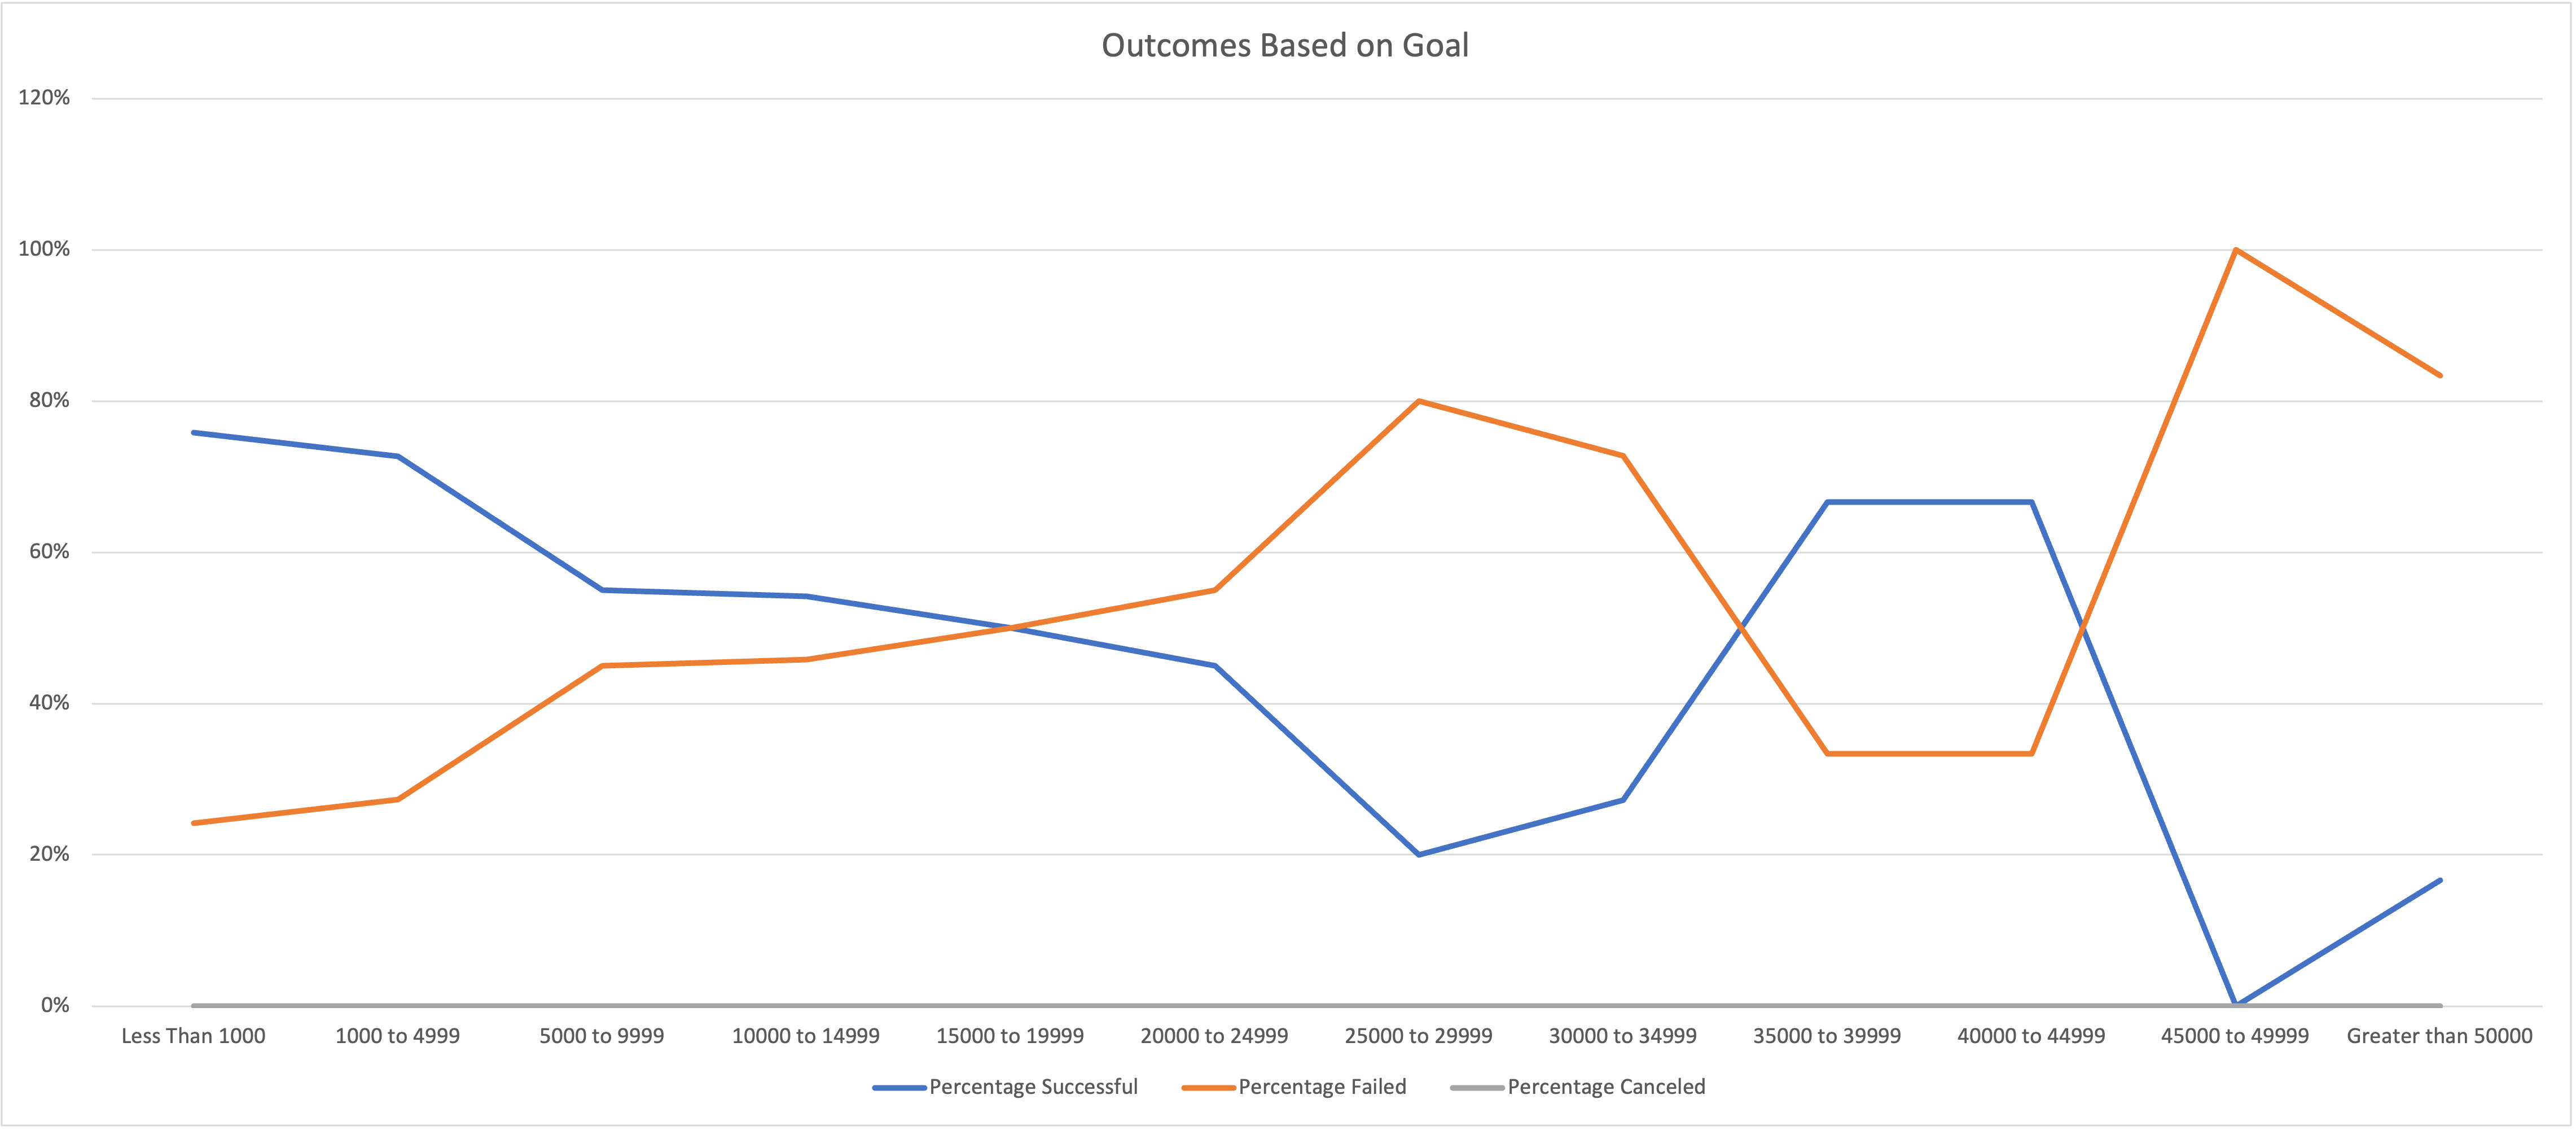 Outcomes Based on Goal
120%
100%
80%
60%
40%
20%
0%
Less Than 1000 1000 to 4999 5000 to 9999 10000 to 14999 15000 to 19999 20000 to 24999 25000 to 29999 30000 to 34999 35000 to 39999 40000 to 44999 45000 to 49999 Greater than 50000
Percentage Successful Percentage Failed Percentage Canceled